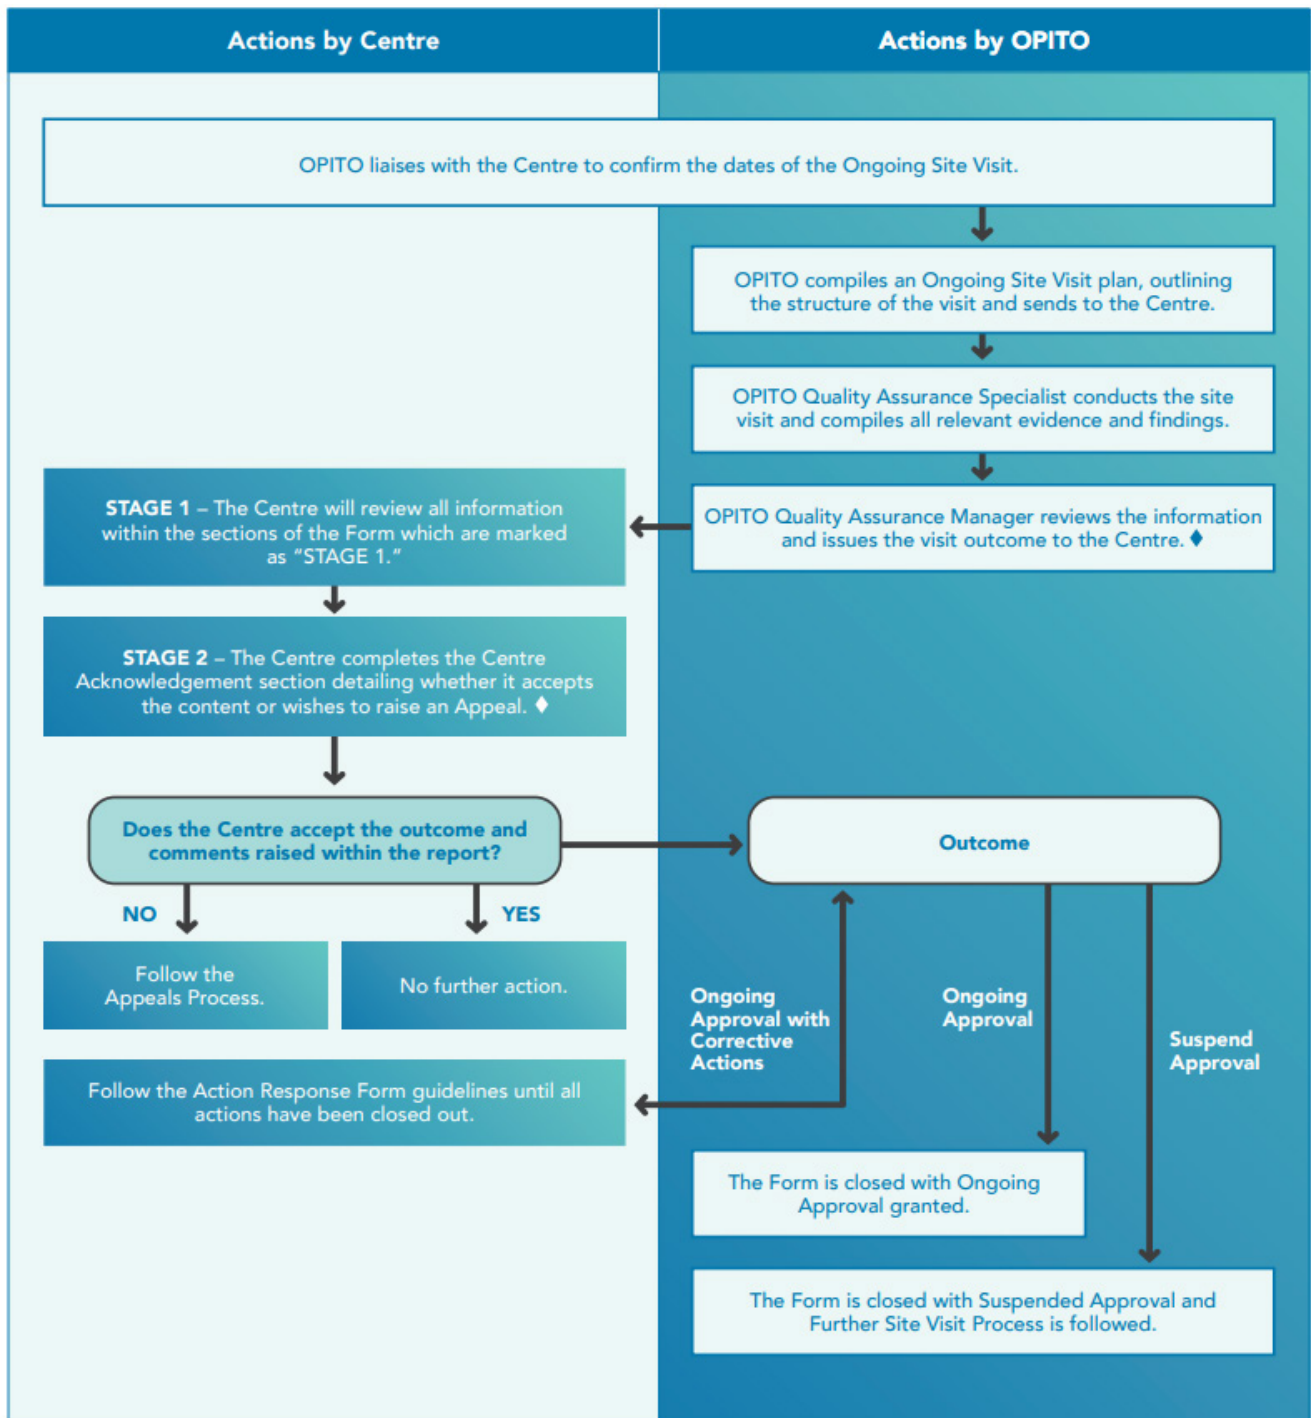 Actions by Centre
Actions by OPITO
OPITO liaises with the Centre to confirm the dates of the Ongoing Site Visit.
OPITO compiles an Ongoing Site Visit plan, outlining
the structure of the visit and sends to the Centre.
OPITO Quality Assurance Specialist conducts the site
visit and compiles all relevant evidence and findings.
OPITO Quality Assurance Manager reviews the information
and issues the visit outcome to the Centre. ♦
STAGE 1 – The Centre will review all information
within the sections of the Form which are marked
as “STAGE 1.”
STAGE 2 – The Centre completes the Centre
Acknowledgement section detailing whether it accepts
the content or wishes to raise an Appeal. ♦
Does the Centre accept the outcome and
comments raised within the report?
Outcome
NO
YES
Follow the
Appeals Process.
No further action.
Ongoing
Approval with
Corrective
Actions
Ongoing
Approval
Suspend
Approval
Follow the Action Response Form guidelines until all
actions have been closed out.
The Form is closed with Ongoing
Approval granted.
The Form is closed with Suspended Approval and
Further Site Visit Process is followed.